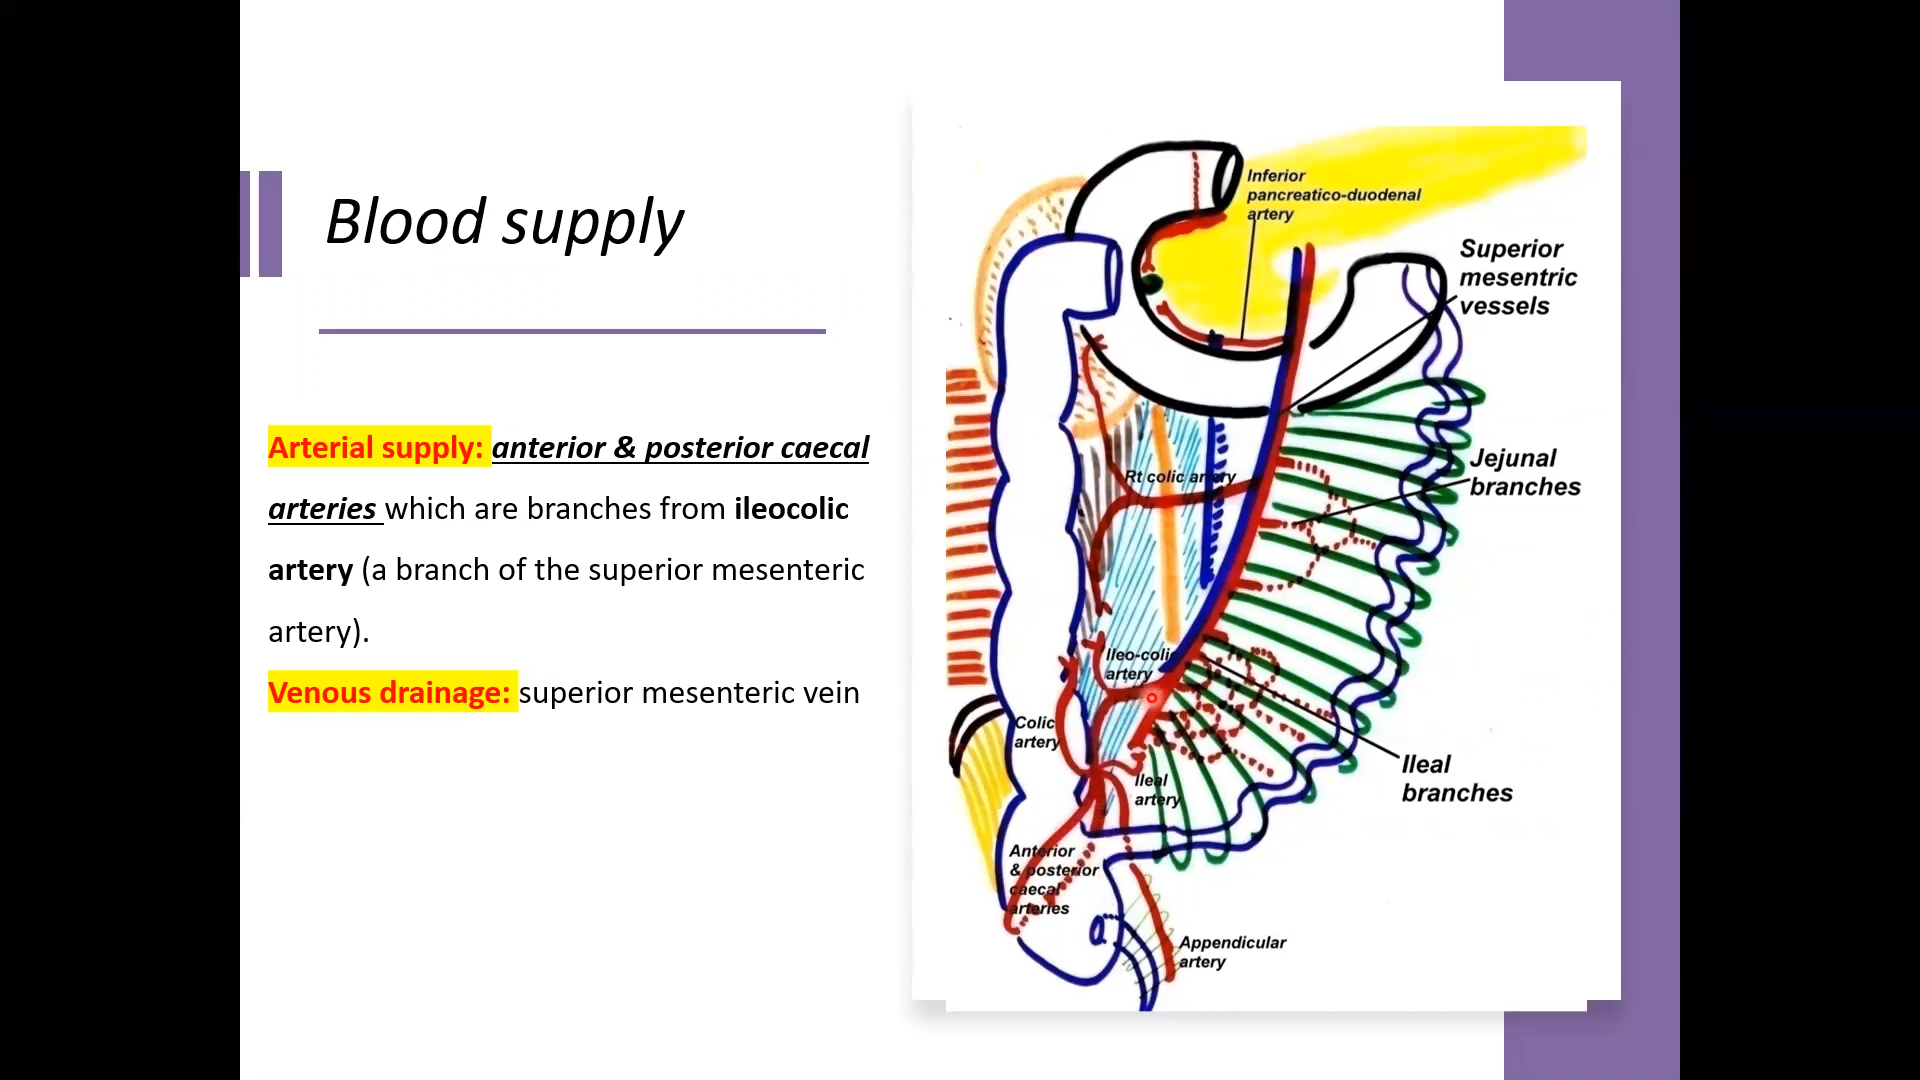 Blood supply
Arterial supply: anterior & posterior caecal
arteries which are branches from ileocolic
artery (a branch of the superior mesenteric
artery).
Venous drainage: superior mesenteric vein
Inferior
pancreatico-duodenal
artery
Superior
mesentric
vessels
Jejunal
branches
Rt colic artery
Ileo-colic
artery
Colic
artery
Ileal
artery
Ileal
branches
Anterior
& posterior
caecal
arteries
Appendicular
artery